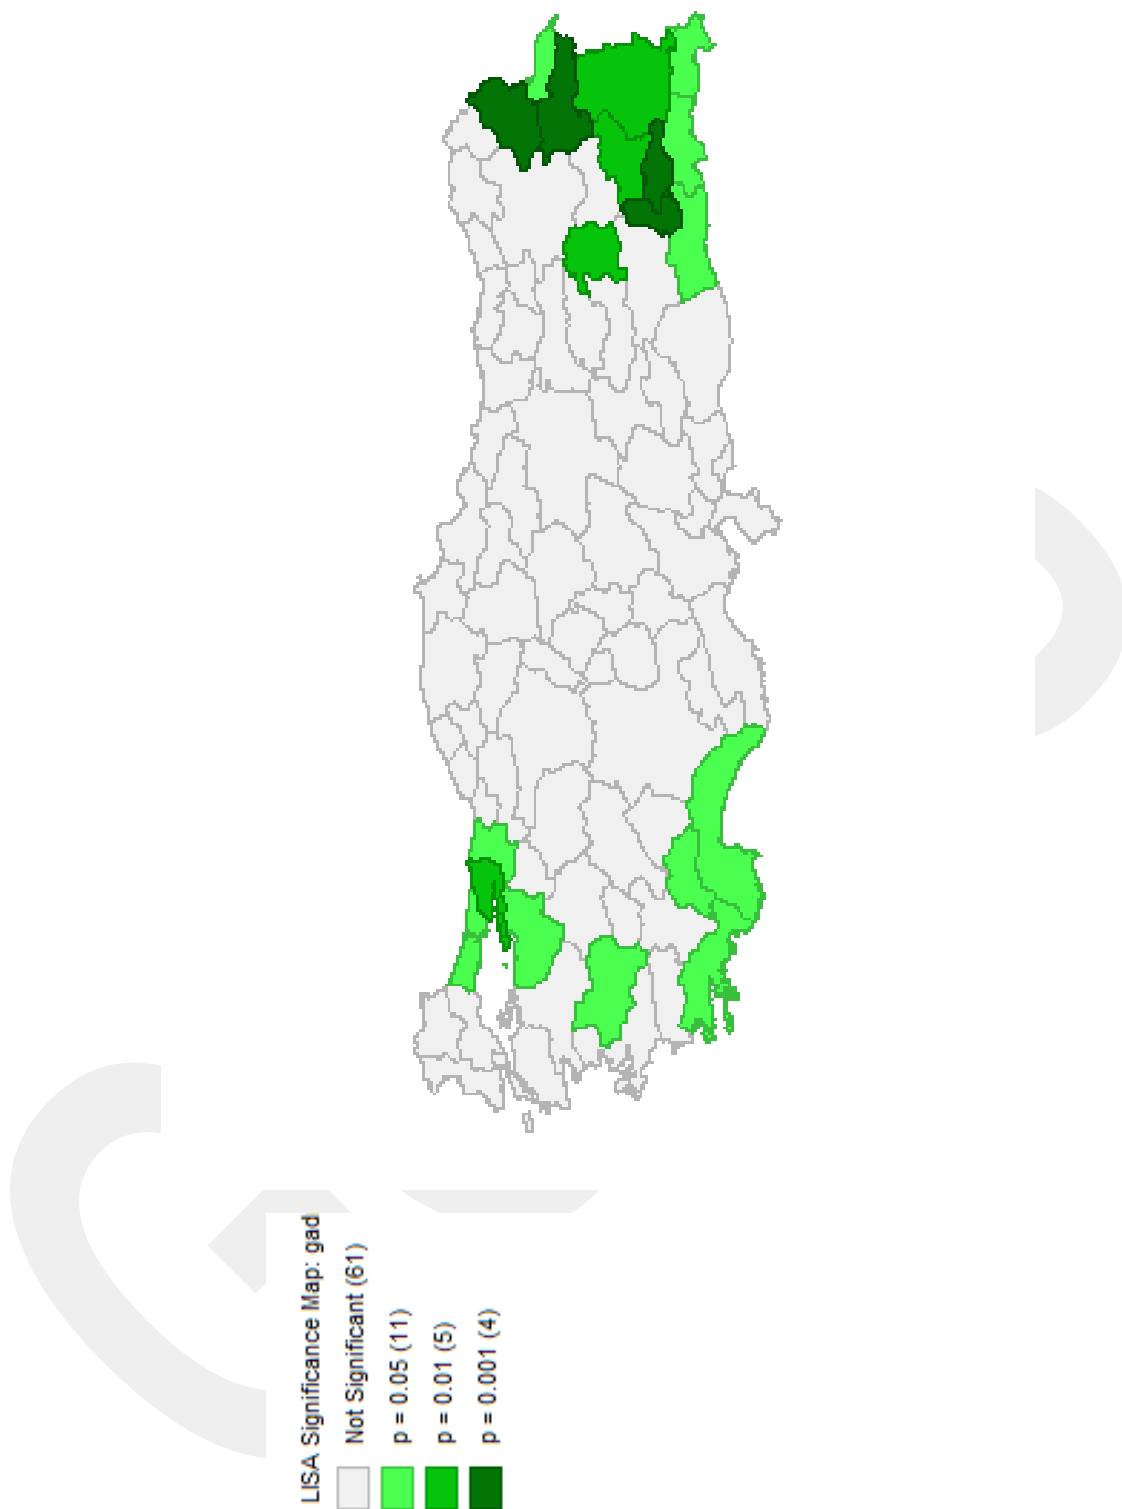 LISA Significance Map: gad
Not Significant (61)
p = 0.05 (11)
p = 0.01 (5)
p = 0.001 (4)